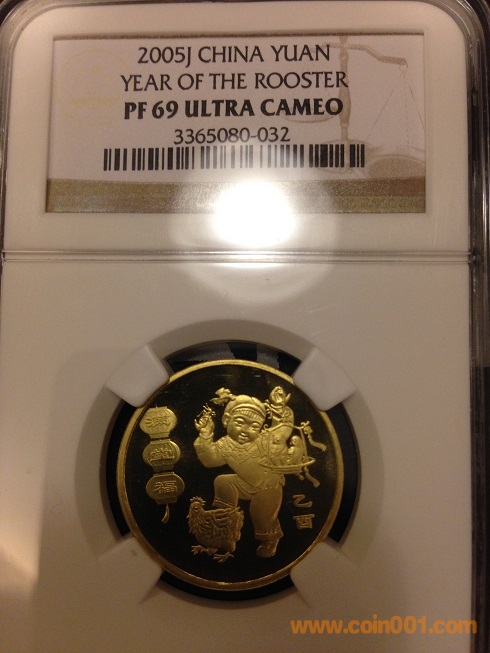 2005J CHINA YUAN
YEAR OF THE ROOSTER
PF 69 ULTRA CAMEO
3365080-032
福
乙
酉
www.coin001.com